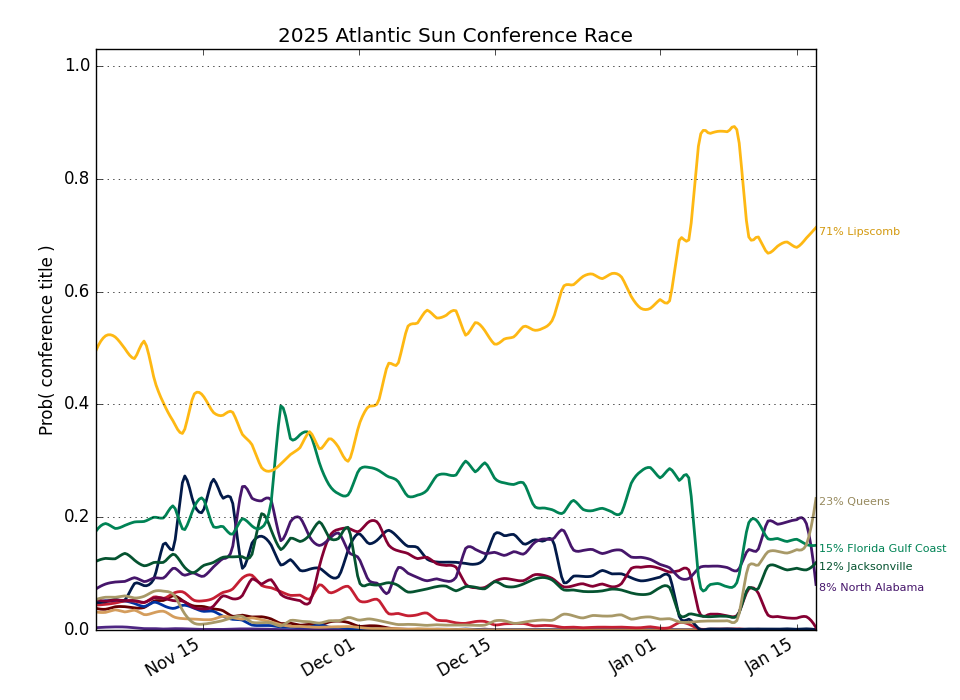 2025 Atlantic Sun Conference Race
Prob( conference title )
1.0
0.8
0.6
0.4
0.2
0.0
71% Lipscomb
23% Queens
15% Florida Gulf Coast
12% Jacksonville
8% North Alabama
Nov 15
Dec 01
Dec 15
Jan 01
Jan 15